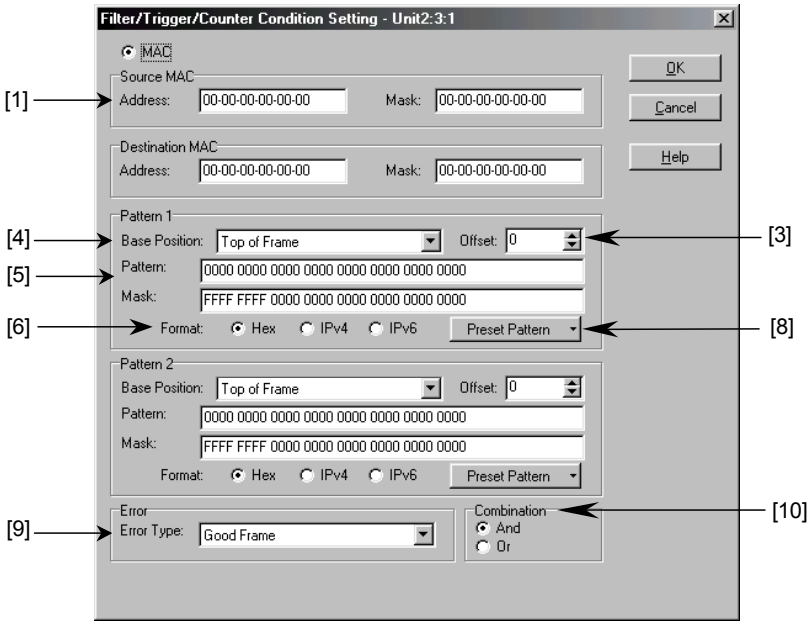 Filter/Trigger/Counter Condition Setting - Unit2:3:1
MAC
OK
Source MAC
[1]
Address: 00-00-00-00-00-00 Mask: 00-00-00-00-00-00
Cancel
Destination MAC
Help
Address: 00-00-00-00-00-00 Mask: 00-00-00-00-00-00
Pattern 1
[4] Base Position: Top of Frame Offset: 0 [3]
[5] Pattern: 0000 0000 0000 0000 0000 0000 0000 0000
Mask: FFFF FFFF 0000 0000 0000 0000 0000 0000
[6] Format: Hex IPv4 IPv6 Preset Pattern [8]
Pattern 2
Base Position: Top of Frame Offset: 0
Pattern: 0000 0000 0000 0000 0000 0000 0000 0000
Mask: FFFF FFFF 0000 0000 0000 0000 0000 0000
Format: Hex IPv4 IPv6 Preset Pattern
Error
Combination [10]
[9] Error Type: Good Frame
And
Or